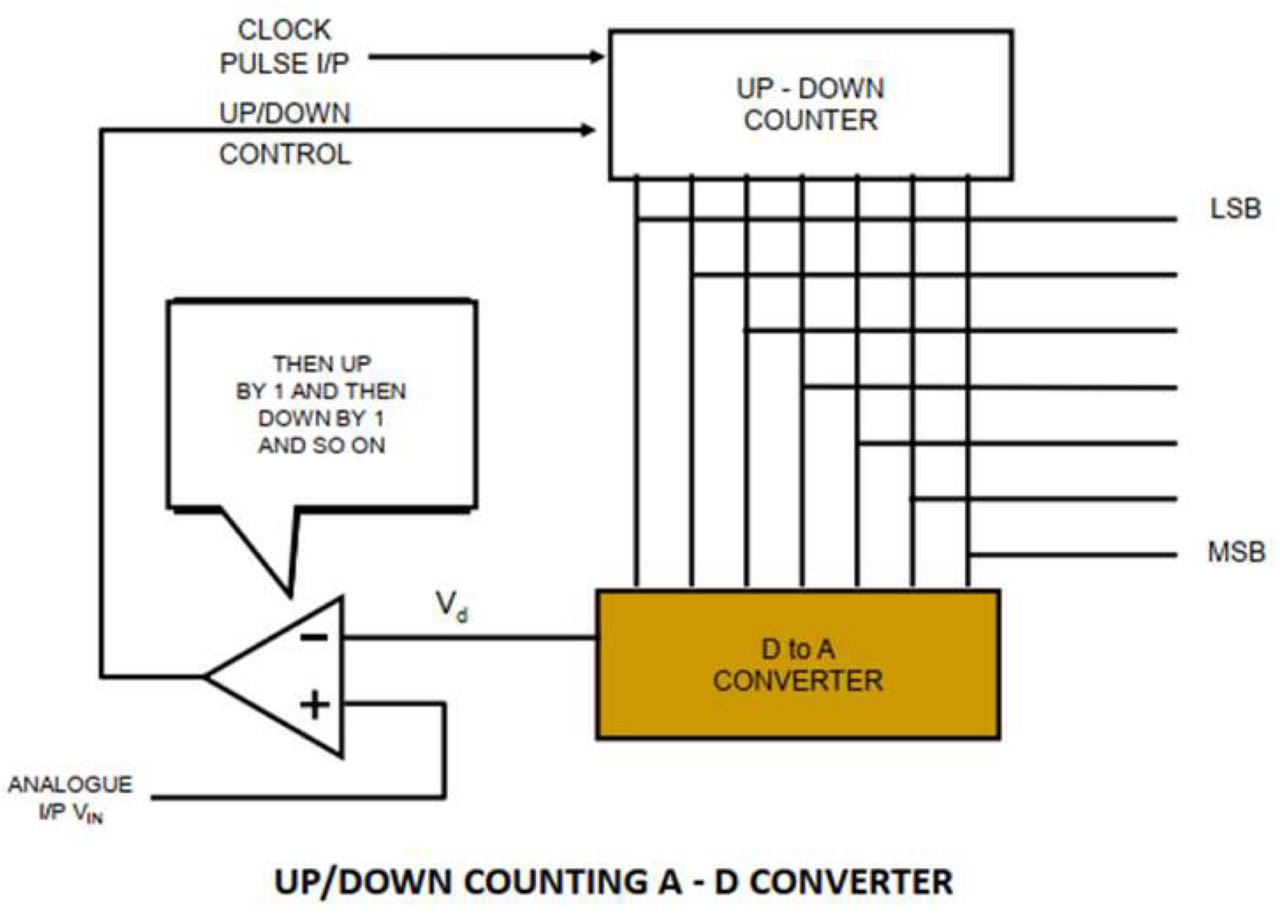 CLOCK
PULSE I/P
UP/DOWN
CONTROL
UP - DOWN
COUNTER
LSB
THEN UP
BY 1 AND THEN
DOWN BY 1
AND SO ON
MSB
Vd
−
+
D to A
CONVERTER
ANALOGUE
I/P VIN
UP/DOWN COUNTING A - D CONVERTER